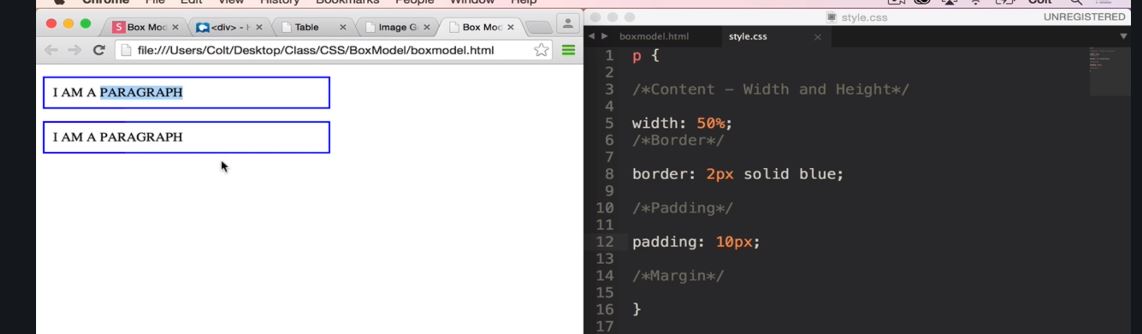 Chrome File Edit View History Bookmarks People Window Help Colt
Box Mod <div> - H Table Image G Box Mod
file:///Users/Colt/Desktop/Class/CSS/BoxModel/boxmodel.html
I AM A PARAGRAPH
I AM A PARAGRAPH
style.css UNREGISTERED
boxmodel.html style.css
1 p {
2
3 /*Content - Width and Height*/
4
5 width: 50%;
6 /*Border*/
7
8 border: 2px solid blue;
9
10 /*Padding*/
11
12 padding: 10px;
13
14 /*Margin*/
15
16 }
17